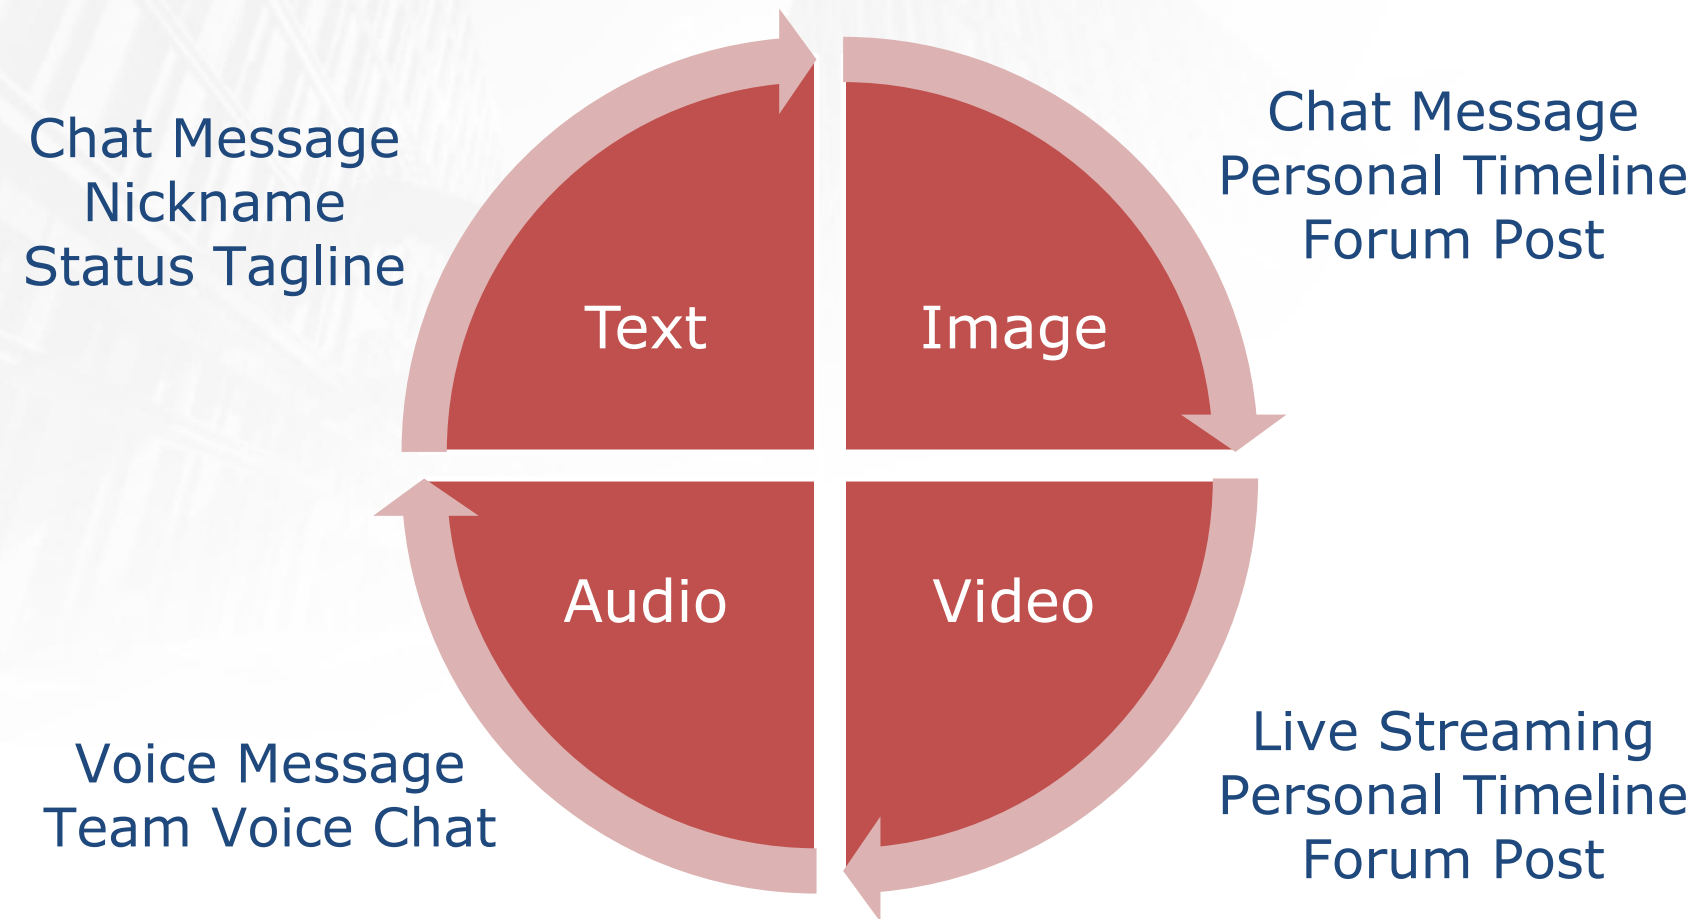 Chat Message
Nickname
Status Tagline
Text
Image
Chat Message
Personal Timeline
Forum Post
Audio
Video
Voice Message
Team Voice Chat
Live Streaming
Personal Timeline
Forum Post